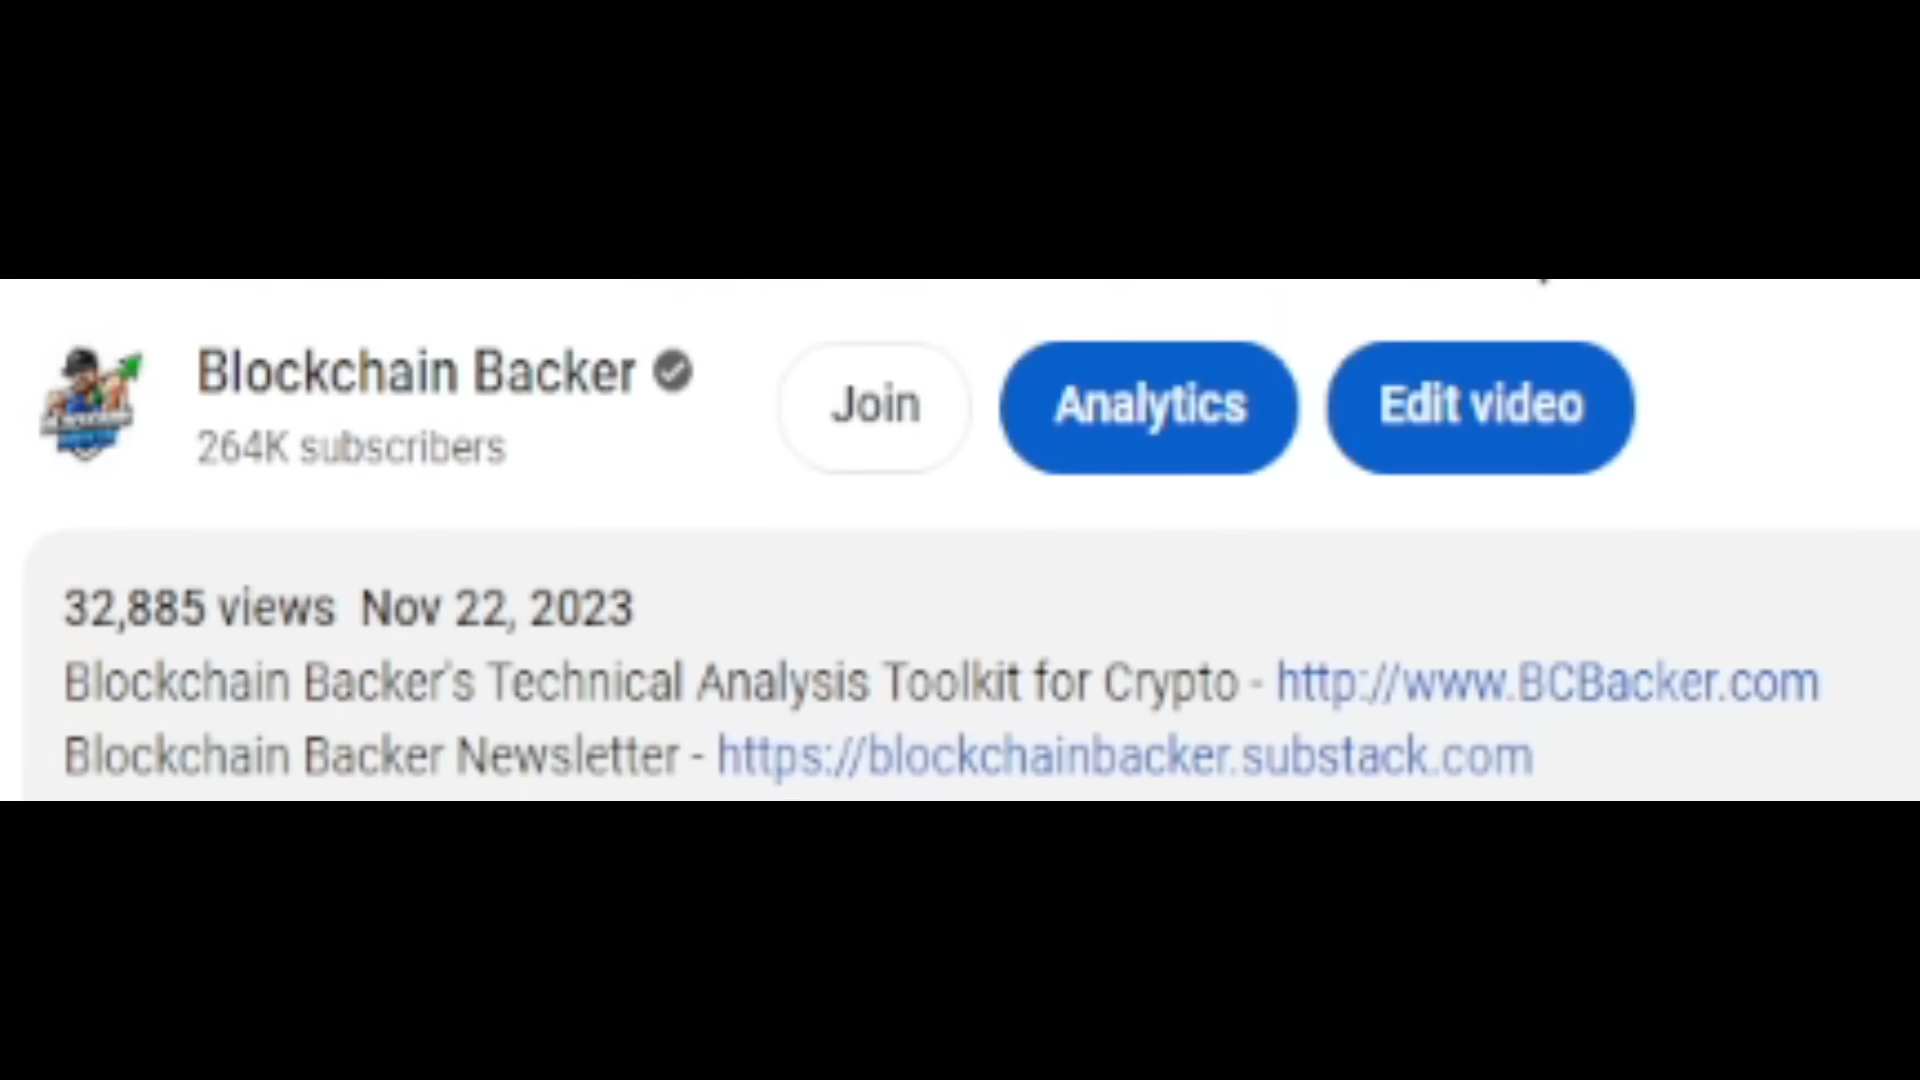 Blockchain Backer
264K subscribers
Join
Analytics
Edit video
32,885 views Nov 22, 2023
Blockchain Backer's Technical Analysis Toolkit for Crypto - http://www.BCBacker.com
Blockchain Backer Newsletter - https://blockchainbacker.substack.com